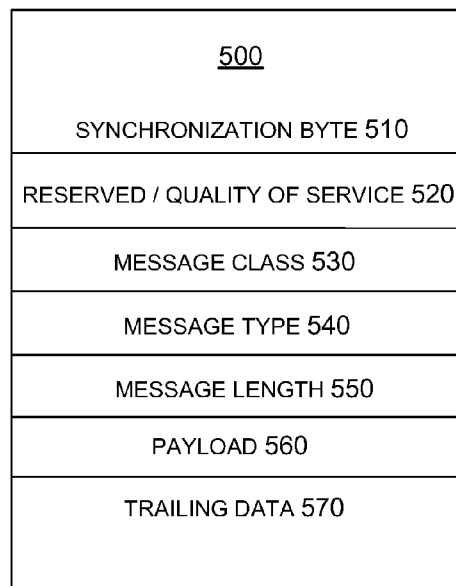 500
SYNCHRONIZATION BYTE 510
RESERVED / QUALITY OF SERVICE 520
MESSAGE CLASS 530
MESSAGE TYPE 540
MESSAGE LENGTH 550
PAYLOAD 560
TRAILING DATA 570